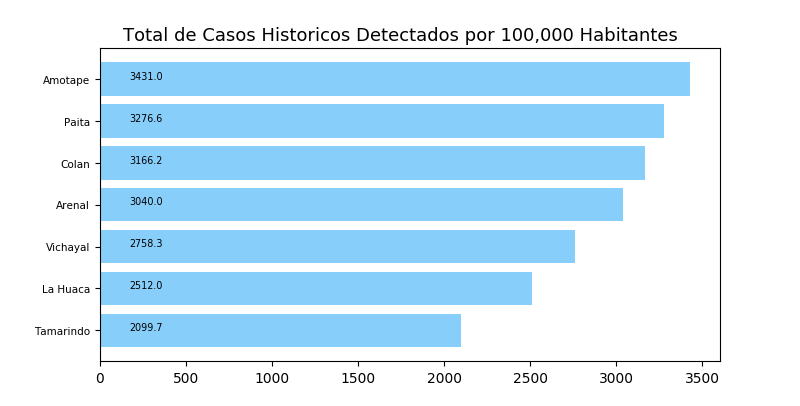 Total de Casos Historicos Detectados por 100,000 Habitantes
Amotape 3431.0
Paita 3276.6
Colan 3166.2
Arenal 3040.0
Vichayal 2758.3
La Huaca 2512.0
Tamarindo 2099.7
0 500 1000 1500 2000 2500 3000 3500